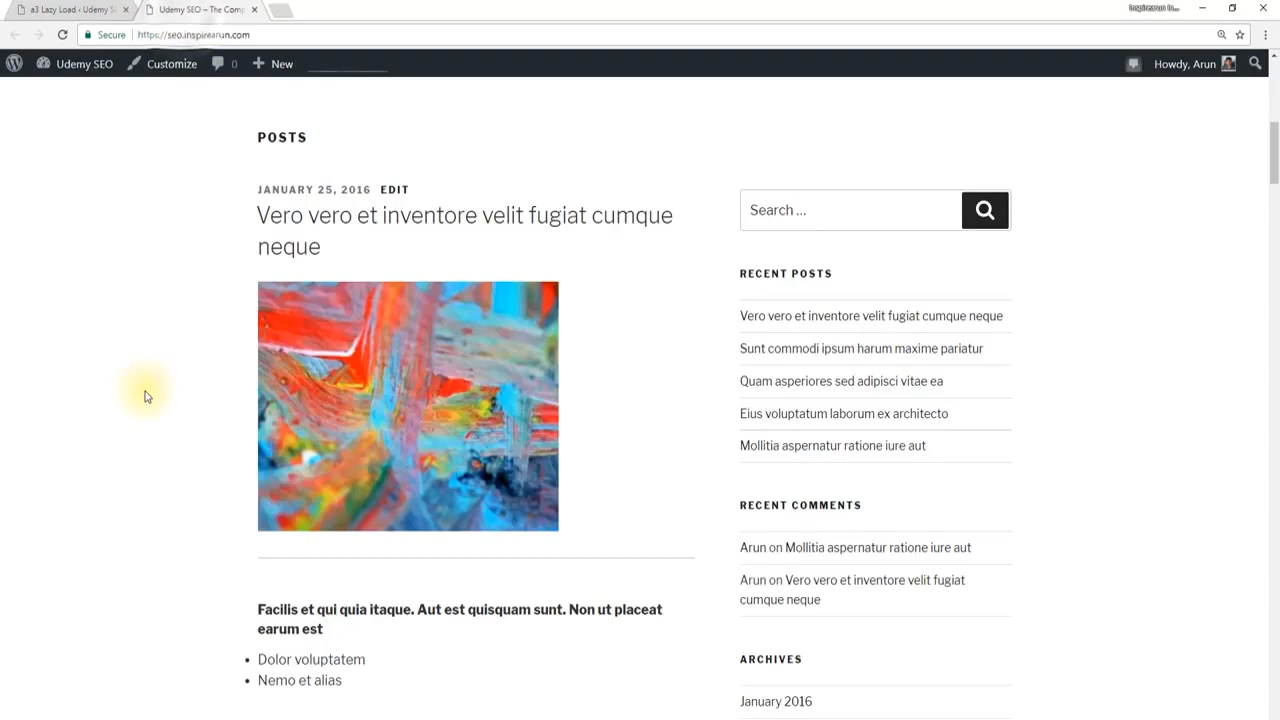 a3 Lazy Load ‹ Udemy S
Udemy SEO – The Com
Inspirearun In...
Secure
https://seo.inspirearun.com
Udemy SEO
Customize
0
New
Howdy, Arun
POSTS
JANUARY 25, 2016 EDIT
Vero vero et inventore velit fugiat cumque
neque
Facilis et qui quia itaque. Aut est quisquam sunt. Non ut placeat
earum est
• Dolor voluptatem
• Nemo et alias
Search …
RECENT POSTS
Vero vero et inventore velit fugiat cumque neque
Sunt commodi ipsum harum maxime pariatur
Quam asperiores sed adipisci vitae ea
Eius voluptatum laborum ex architecto
Mollitia aspernatur ratione iure aut
RECENT COMMENTS
Arun on Mollitia aspernatur ratione iure aut
Arun on Vero vero et inventore velit fugiat
cumque neque
ARCHIVES
January 2016